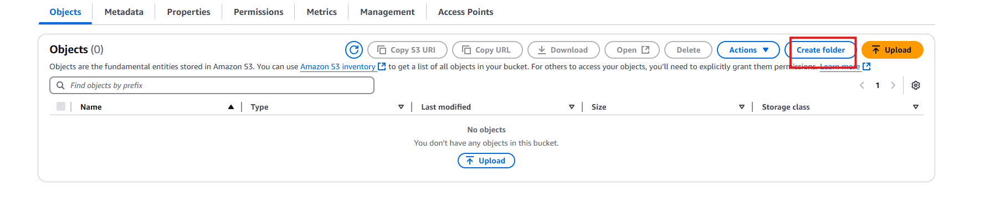 Objects Metadata Properties Permissions Metrics Management Access Points
Objects (0) Copy S3 URI Copy URL Download Open Delete Actions Create folder Upload
Objects are the fundamental entities stored in Amazon S3. You can use Amazon S3 inventory to get a list of all objects in your bucket. For others to access your objects, you’ll need to explicitly grant them permissions. Learn more
Find objects by prefix 1
Name Type Last modified Size Storage class
No objects
You don't have any objects in this bucket.
Upload